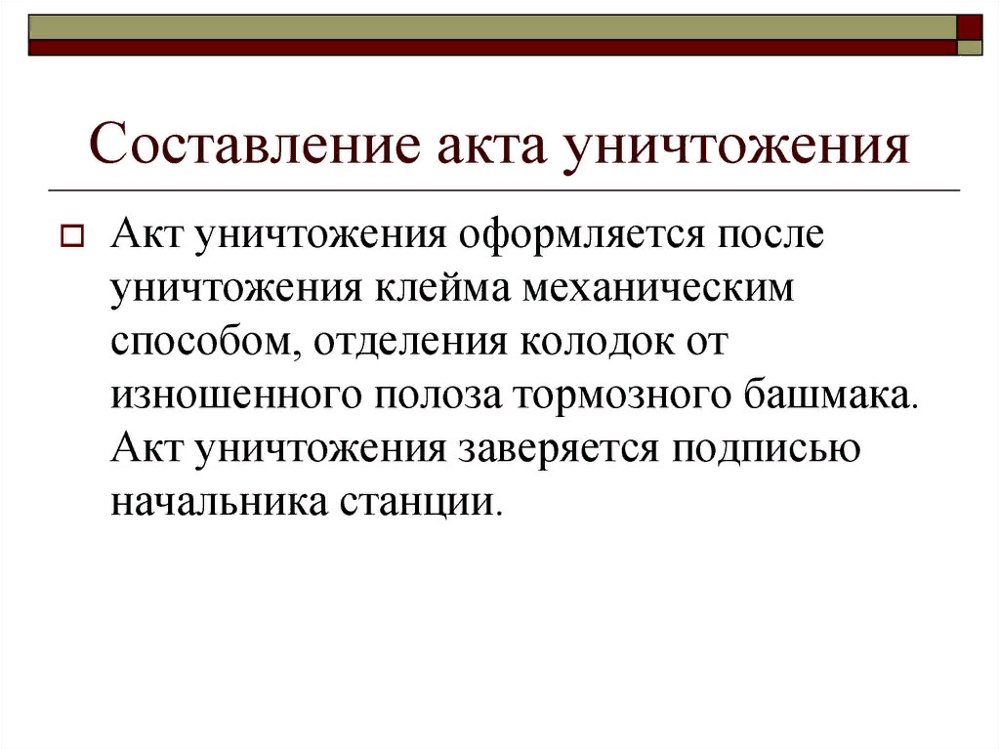 Составление акта уничтожения
Акт уничтожения оформляется после
уничтожения клейма механическим
способом, отделения колодок от
изношенного полоза тормозного башмака.
Акт уничтожения заверяется подписью
начальника станции.